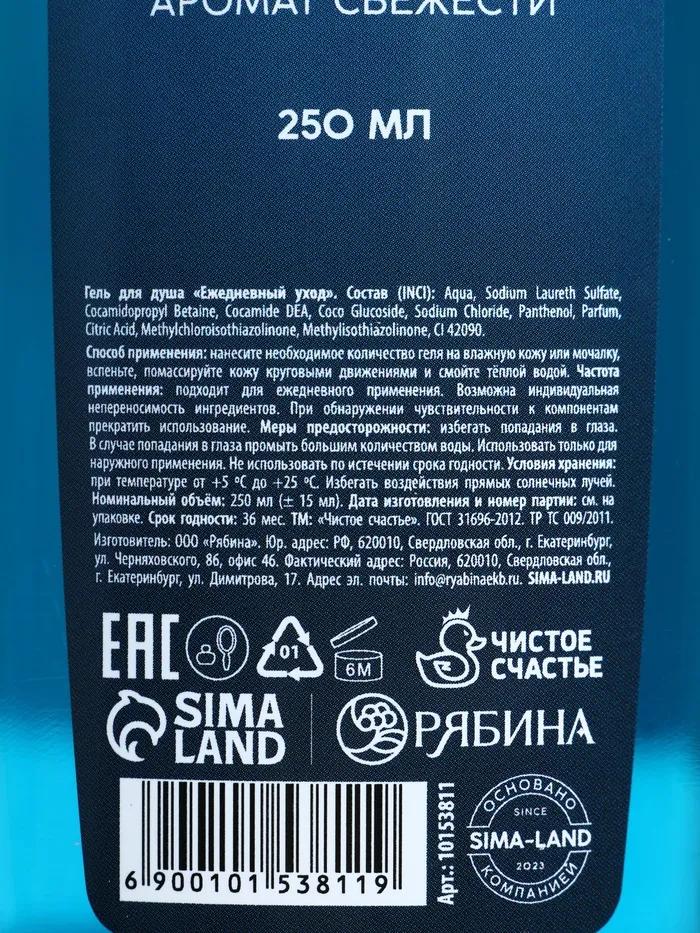 АРОМАТ СВЕЖЕСТИ
250 МЛ
Гель для душа «Ежедневный уход». Состав (INCI): Aqua, Sodium Laureth Sulfate,
Cocamidopropyl Betaine, Cocamide DEA, Coco Glucoside, Sodium Chloride, Panthenol, Parfum,
Citric Acid, Methylchloroisothiazolinone, Methylisothiazolinone, CI 42090.
Способ применения: нанесите необходимое количество геля на влажную кожу или мочалку,
вспеньте, помассируйте кожу круговыми движениями и смойте тёплой водой. Частота
применения: подходит для ежедневного применения. Возможна индивидуальная
непереносимость ингредиентов. При обнаружении чувствительности к компонентам
прекратить использование. Меры предосторожности: избегать попадания в глаза.
В случае попадания в глаза промыть большим количеством воды. Использовать только для
наружного применения. Не использовать по истечении срока годности. Условия хранения:
при температуре от +5 °С до +25 °С. Избегать воздействия прямых солнечных лучей.
Номинальный объём: 250 мл (± 15 мл). Дата изготовления и номер партии: см. на
упаковке. Срок годности: 36 мес. ТМ: «Чистое счастье». ГОСТ 31696-2012. ТР ТС 009/2011.
Изготовитель: ООО «Рябина». Юр. адрес: РФ, 620010, Свердловская обл., г. Екатеринбург,
ул. Черняховского, 86, офис 46. Фактический адрес: Россия, 620010, Свердловская обл.,
г. Екатеринбург, ул. Димитрова, 17. Адрес эл. почты: info@ryabinaekb.ru. SIMA-LAND.RU
ЕАС
01
6М
ЧИСТОЕ
СЧАСТЬЕ
SIMA
LAND
РЯБИНА
6 900101 538119
Арт.: 10153811
ОСНОВАНО
SINCE
SIMA-LAND
2023
КОМПАНИЕЙ